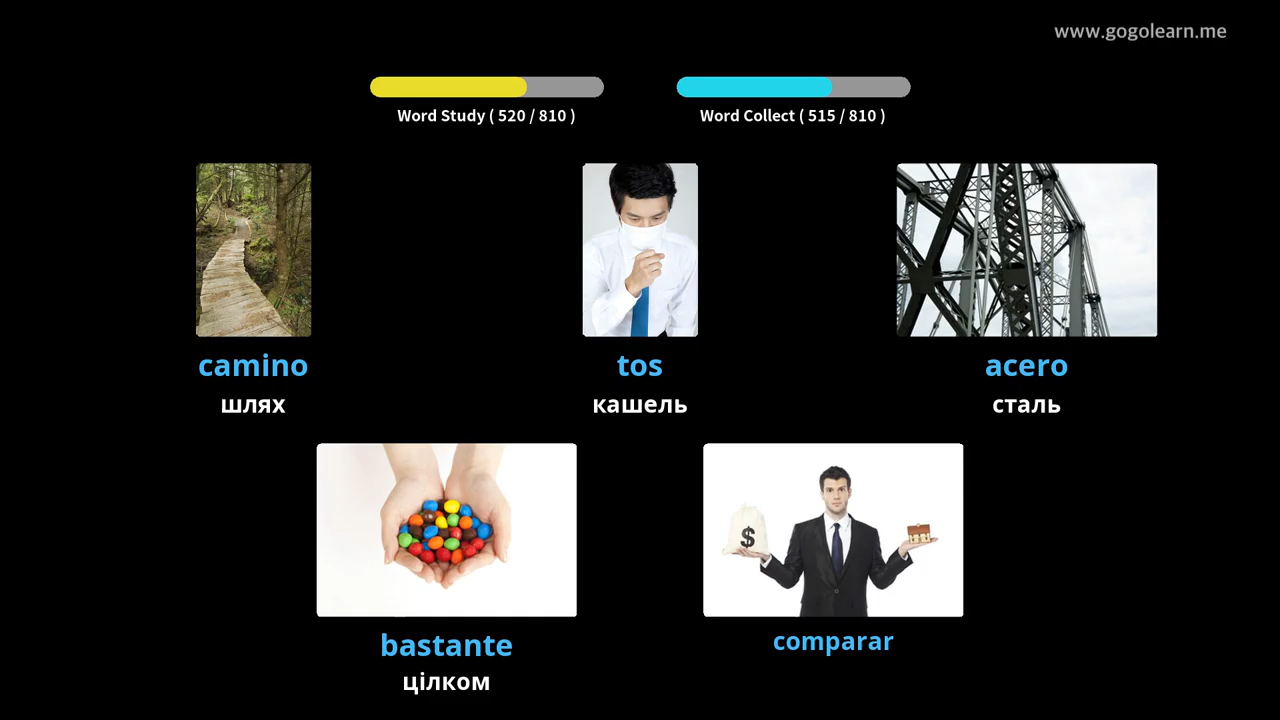 www.gogolearn.me
Word Study ( 520 / 810 )
Word Collect ( 515 / 810 )
camino
шлях
tos
кашель
acero
сталь
$
bastante
цілком
comparar